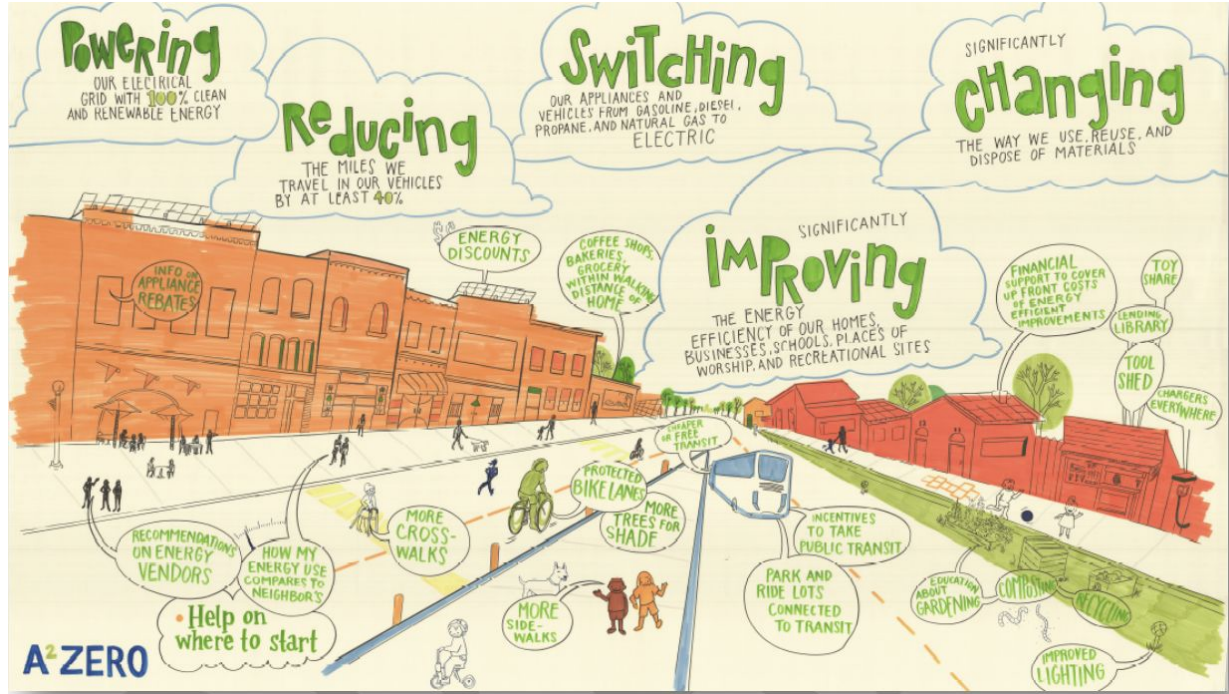 Powering
OUR ELECTRICAL
GRID WITH 100% CLEAN
AND RENEWABLE ENERGY
Reducing
THE MILES WE
TRAVEL IN OUR VEHICLES
BY AT LEAST 40%
Switching
OUR APPLIANCES AND
VEHICLES FROM GASOLINE, DIESEL,
PROPANE, AND NATURAL GAS TO
ELECTRIC
SIGNIFICANTLY
CHanging
THE WAY WE USE, REUSE, AND
DISPOSE OF MATERIALS
SIGNIFICANTLY
iMPROVing
THE ENERGY
EFFICIENCY OF OUR HOMES,
BUSINESSES, SCHOOLS, PLACES OF
WORSHIP, AND RECREATIONAL SITES
INFO ON
APPLIANCE
REBATES
ENERGY
DISCOUNTS
COFFEE SHOPS,
BAKERIES,
GROCERY
WITHIN WALKING
DISTANCE OF
HOME
FINANCIAL
SUPPORT TO COVER
UP FRONT COSTS
OF ENERGY
EFFICIENT
IMPROVEMENTS
TOY
SHARE
LENDING
LIBRARY
TOOL
SHED
CHARGERS
EVERYWHERE
CHEAPER
OR FREE
TRANSIT
PROTECTED
BIKE LANES
MORE
TREES FOR
SHADE
MORE
CROSS-
WALKS
RECOMMENDATIONS
ON ENERGY
VENDORS
HOW MY
ENERGY USE
COMPARES TO
NEIGHBOR'S
• Help on
where to start
MORE
SIDE-
WALKS
INCENTIVES
TO TAKE
PUBLIC TRANSIT
PARK AND
RIDE LOTS
CONNECTED
TO TRANSIT
EDUCATION
ABOUT
GARDENING
COMPOSTING
RECYCLING
IMPROVED
LIGHTING
A² ZERO